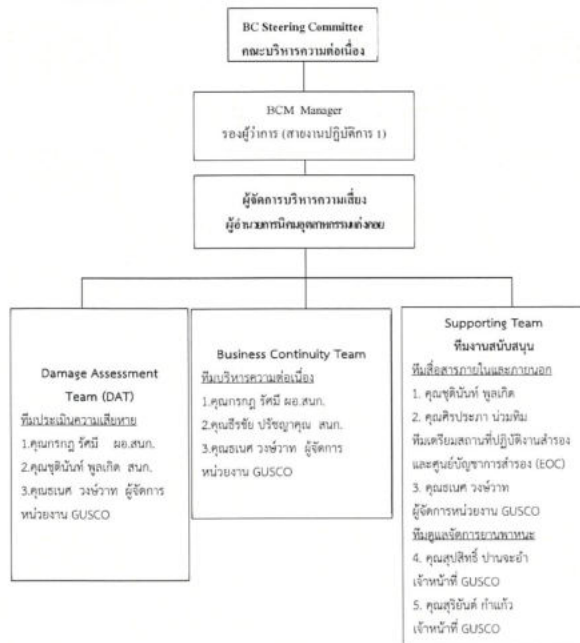 BC Steering Committee
คณะบริหารความต่อเนื่อง
BCM Manager
รองผู้ว่าการ (สายงานปฏิบัติการ 1)
ผู้จัดการบริหารความเสี่ยง
ผู้อำนวยการนิคมอุตสาหกรรมแก่งคอย
Damage Assessment
Team (DAT)
ทีมประเมินความเสียหาย
1.คุณกรกฎ รัศมี ผอ.สนก.
2.คุณชุตินันท์ พูลเกิด สนก.
3.คุณธเนศ วงษ์วาท ผู้จัดการ
หน่วยงาน GUSCO
Business Continuity Team
ทีมบริหารความต่อเนื่อง
1.คุณกรกฎ รัศมี ผอ.สนก.
2.คุณธีรชัย ปรัชญาคุณ สนก.
3.คุณธเนศ วงษ์วาท ผู้จัดการ
หน่วยงาน GUSCO
Supporting Team
ทีมงานสนับสนุน
ทีมสื่อสารภายในและภายนอก
1. คุณชุตินันท์ พูลเกิด
2. คุณศิรประภา น่วมทิม
ทีมเตรียมสถานที่ปฏิบัติงานสำรอง
และศูนย์บัญชาการสำรอง (EOC)
3. คุณธเนศ วงษ์วาท
ผู้จัดการหน่วยงาน GUSCO
ทีมดูแลจัดการยานพาหนะ
4. คุณสุปสิทธิ์ ปานจะอำ
เจ้าหน้าที่ GUSCO
5. คุณสุริยันต์ กำแก้ว
เจ้าหน้าที่ GUSCO